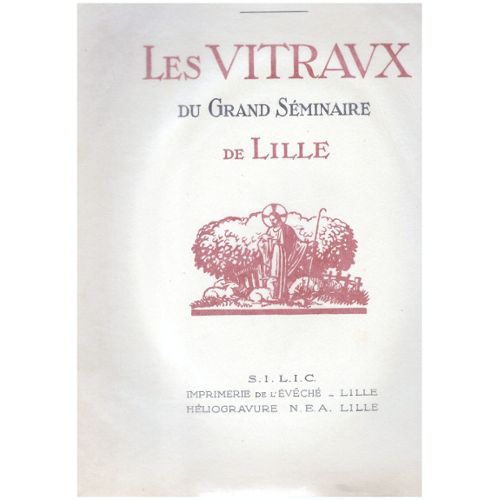 LES VITRAVX
DU GRAND SÉMINAIRE
DE LILLE
S.I.L.I.C.
IMPRIMERIE DE L'ÉVÊCHÉ - LILLE
HÉLIOGRAVURE N.E.A. LILLE